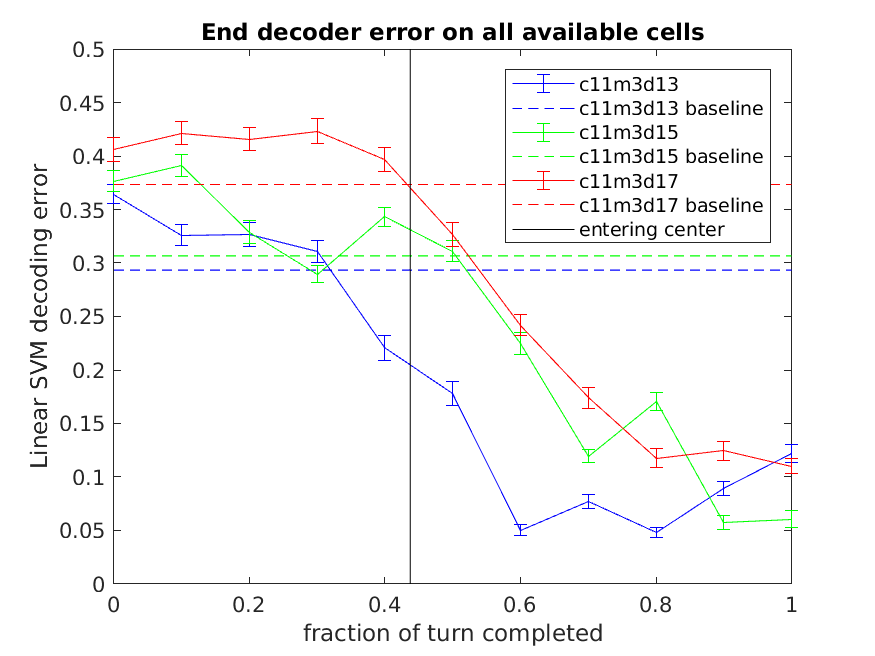 End decoder error on all available cells
0.5
0.45
0.4
0.35
0.3
0.25
0.2
0.15
0.1
0.05
0
Linear SVM decoding error
c11m3d13
c11m3d13 baseline
c11m3d15
c11m3d15 baseline
c11m3d17
c11m3d17 baseline
entering center
0 0.2 0.4 0.6 0.8 1
fraction of turn completed